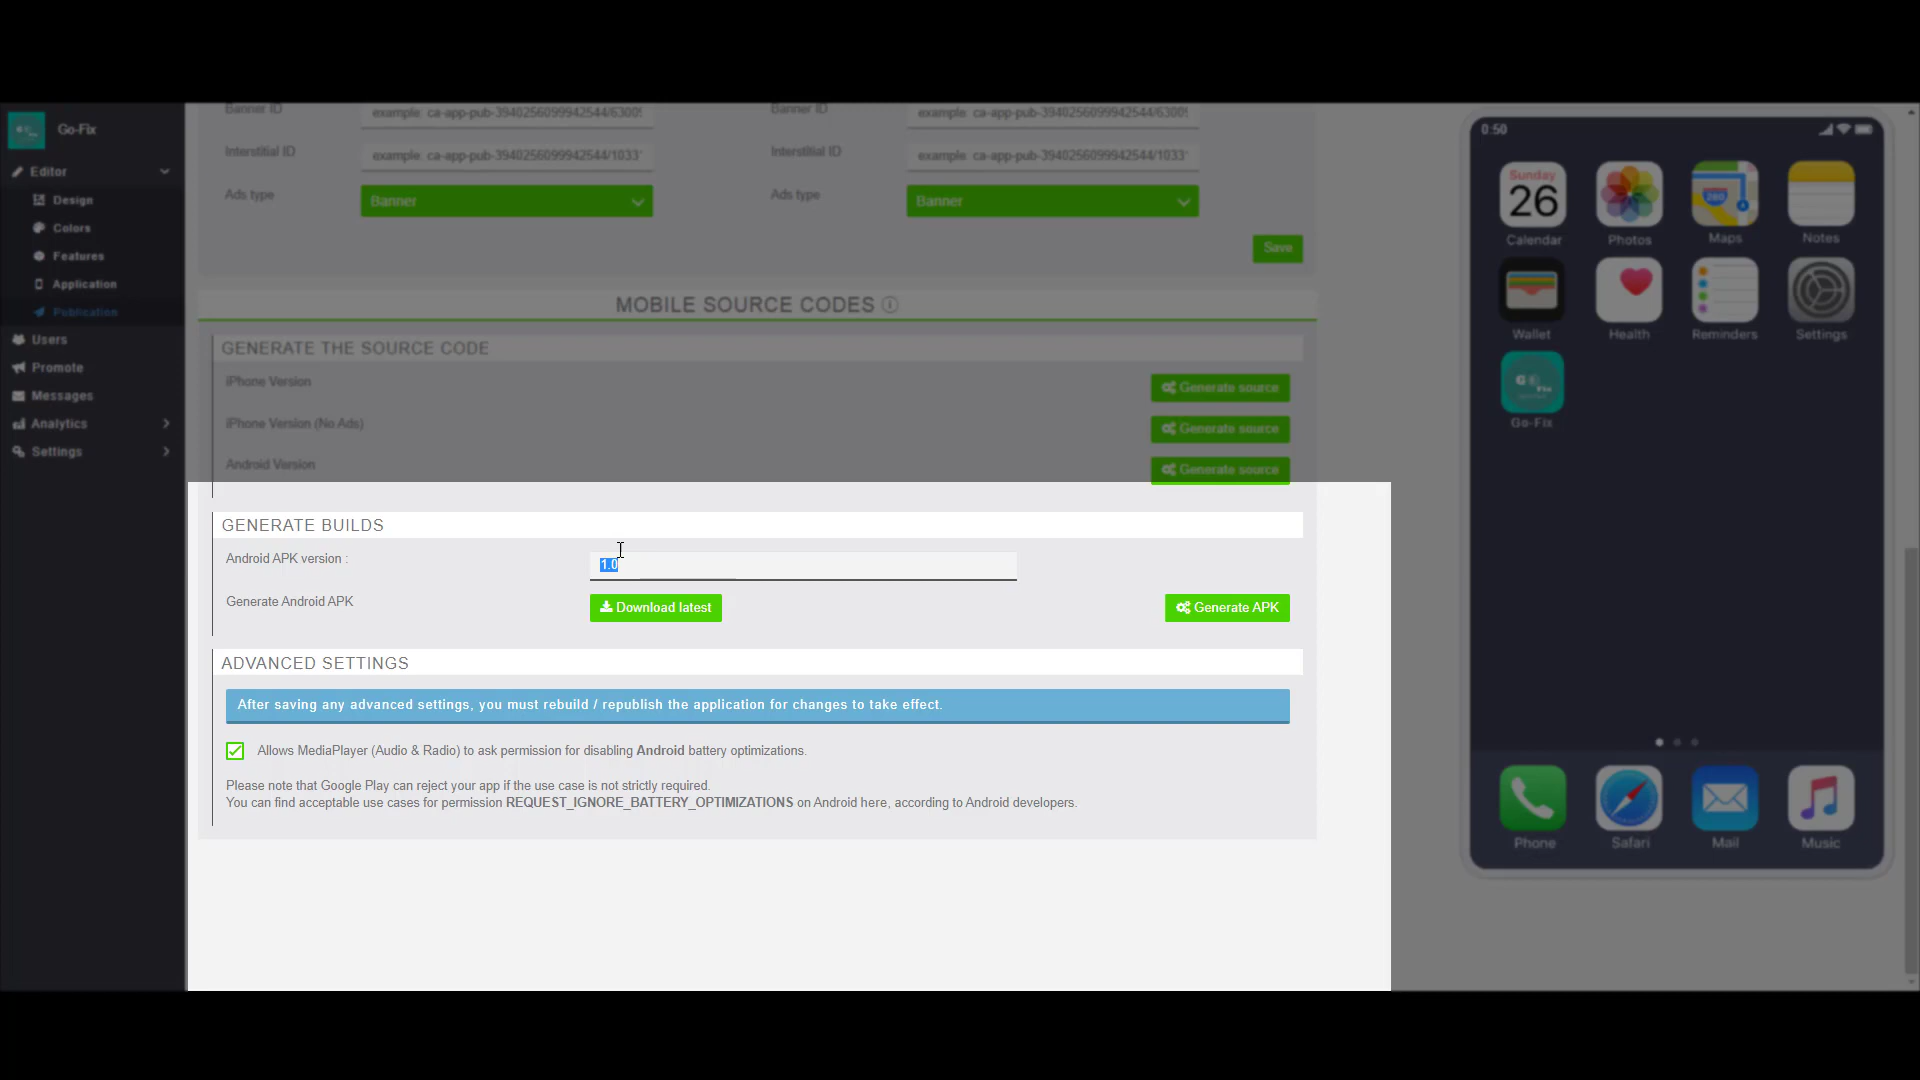 Go-Fix
Editor
Design
Colors
Features
Application
Publication
Users
Promote
Messages
Analytics
Settings
Banner ID
example: ca-app-pub-3940256099942544/6300
Banner ID
example: ca-app-pub-3940256099942544/6300
Interstitial ID
example: ca-app-pub-3940256099942544/1033
Interstitial ID
example: ca-app-pub-3940256099942544/1033
Ads type
Banner
Ads type
Banner
Save
MOBILE SOURCE CODES
GENERATE THE SOURCE CODE
iPhone Version
Generate source
iPhone Version (No Ads)
Generate source
Android Version
Generate source
GENERATE BUILDS
Android APK version :
1.0
Generate Android APK
Download latest
Generate APK
ADVANCED SETTINGS
After saving any advanced settings, you must rebuild / republish the application for changes to take effect.
Allows MediaPlayer (Audio & Radio) to ask permission for disabling Android battery optimizations.
Please note that Google Play can reject your app if the use case is not strictly required.
You can find acceptable use cases for permission REQUEST_IGNORE_BATTERY_OPTIMIZATIONS on Android here, according to Android developers.
0:50
Sunday
26
280
Calendar
Photos
Maps
Notes
Wallet
Health
Reminders
Settings
Go-Fix
Phone
Safari
Mail
Music